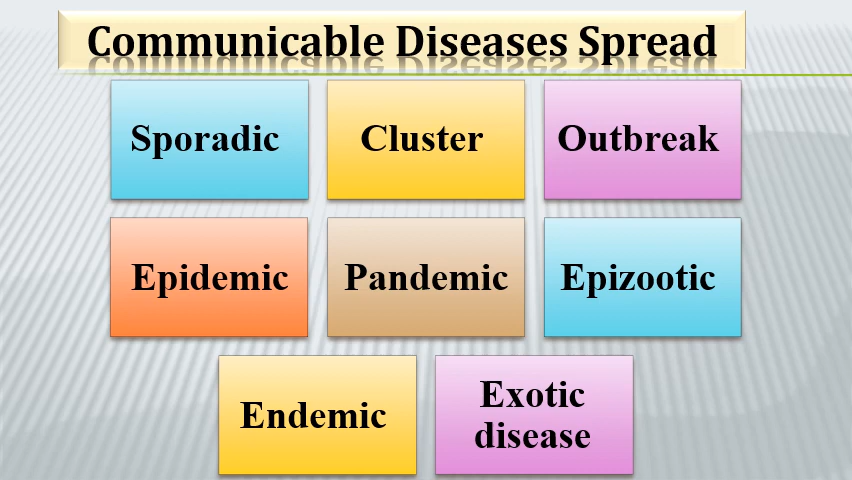 Communicable Diseases Spread
Sporadic
Cluster
Outbreak
Epidemic
Pandemic
Epizootic
Endemic
Exotic
disease